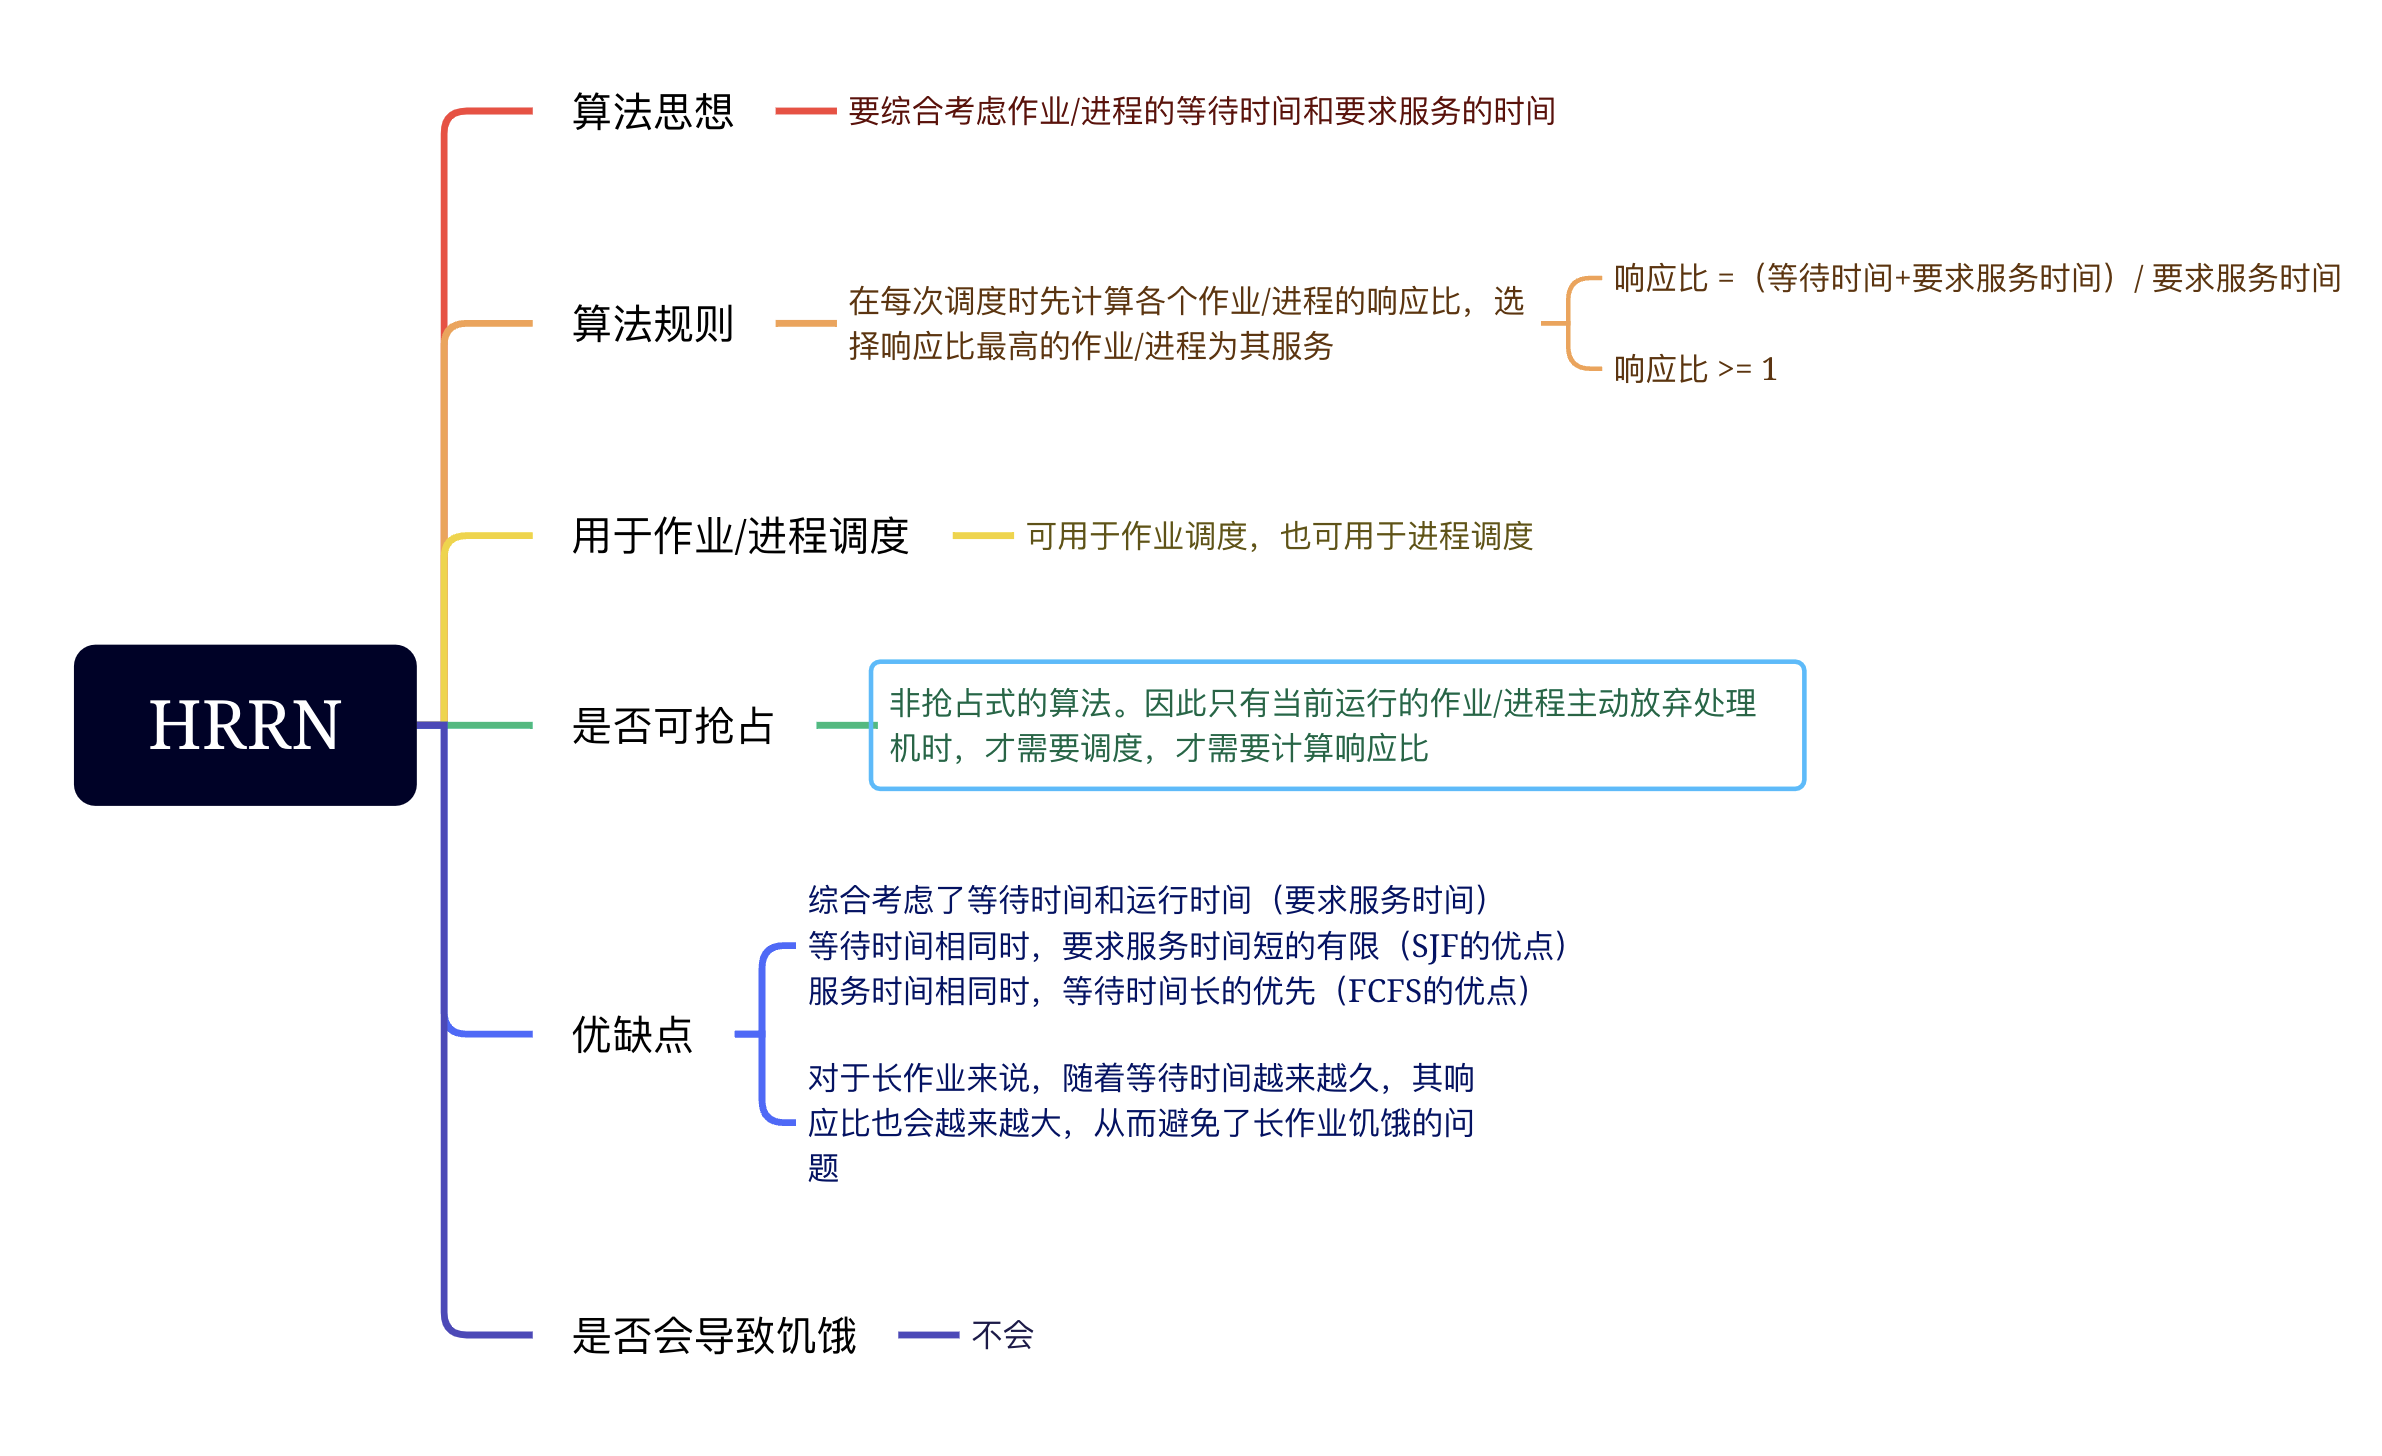 算法思想
要综合考虑作业/进程的等待时间和要求服务的时间
算法规则
在每次调度时先计算各个作业/进程的响应比，选
择响应比最高的作业/进程为其服务
响应比 =（等待时间+要求服务时间）/ 要求服务时间
响应比 >= 1
用于作业/进程调度
可用于作业调度，也可用于进程调度
HRRN
是否可抢占
非抢占式的算法。因此只有当前运行的作业/进程主动放弃处理
机时，才需要调度，才需要计算响应比
优缺点
综合考虑了等待时间和运行时间（要求服务时间）
等待时间相同时，要求服务时间短的有限（SJF的优点）
服务时间相同时，等待时间长的优先（FCFS的优点）
对于长作业来说，随着等待时间越来越久，其响
应比也会越来越大，从而避免了长作业饥饿的问
题
是否会导致饥饿
不会